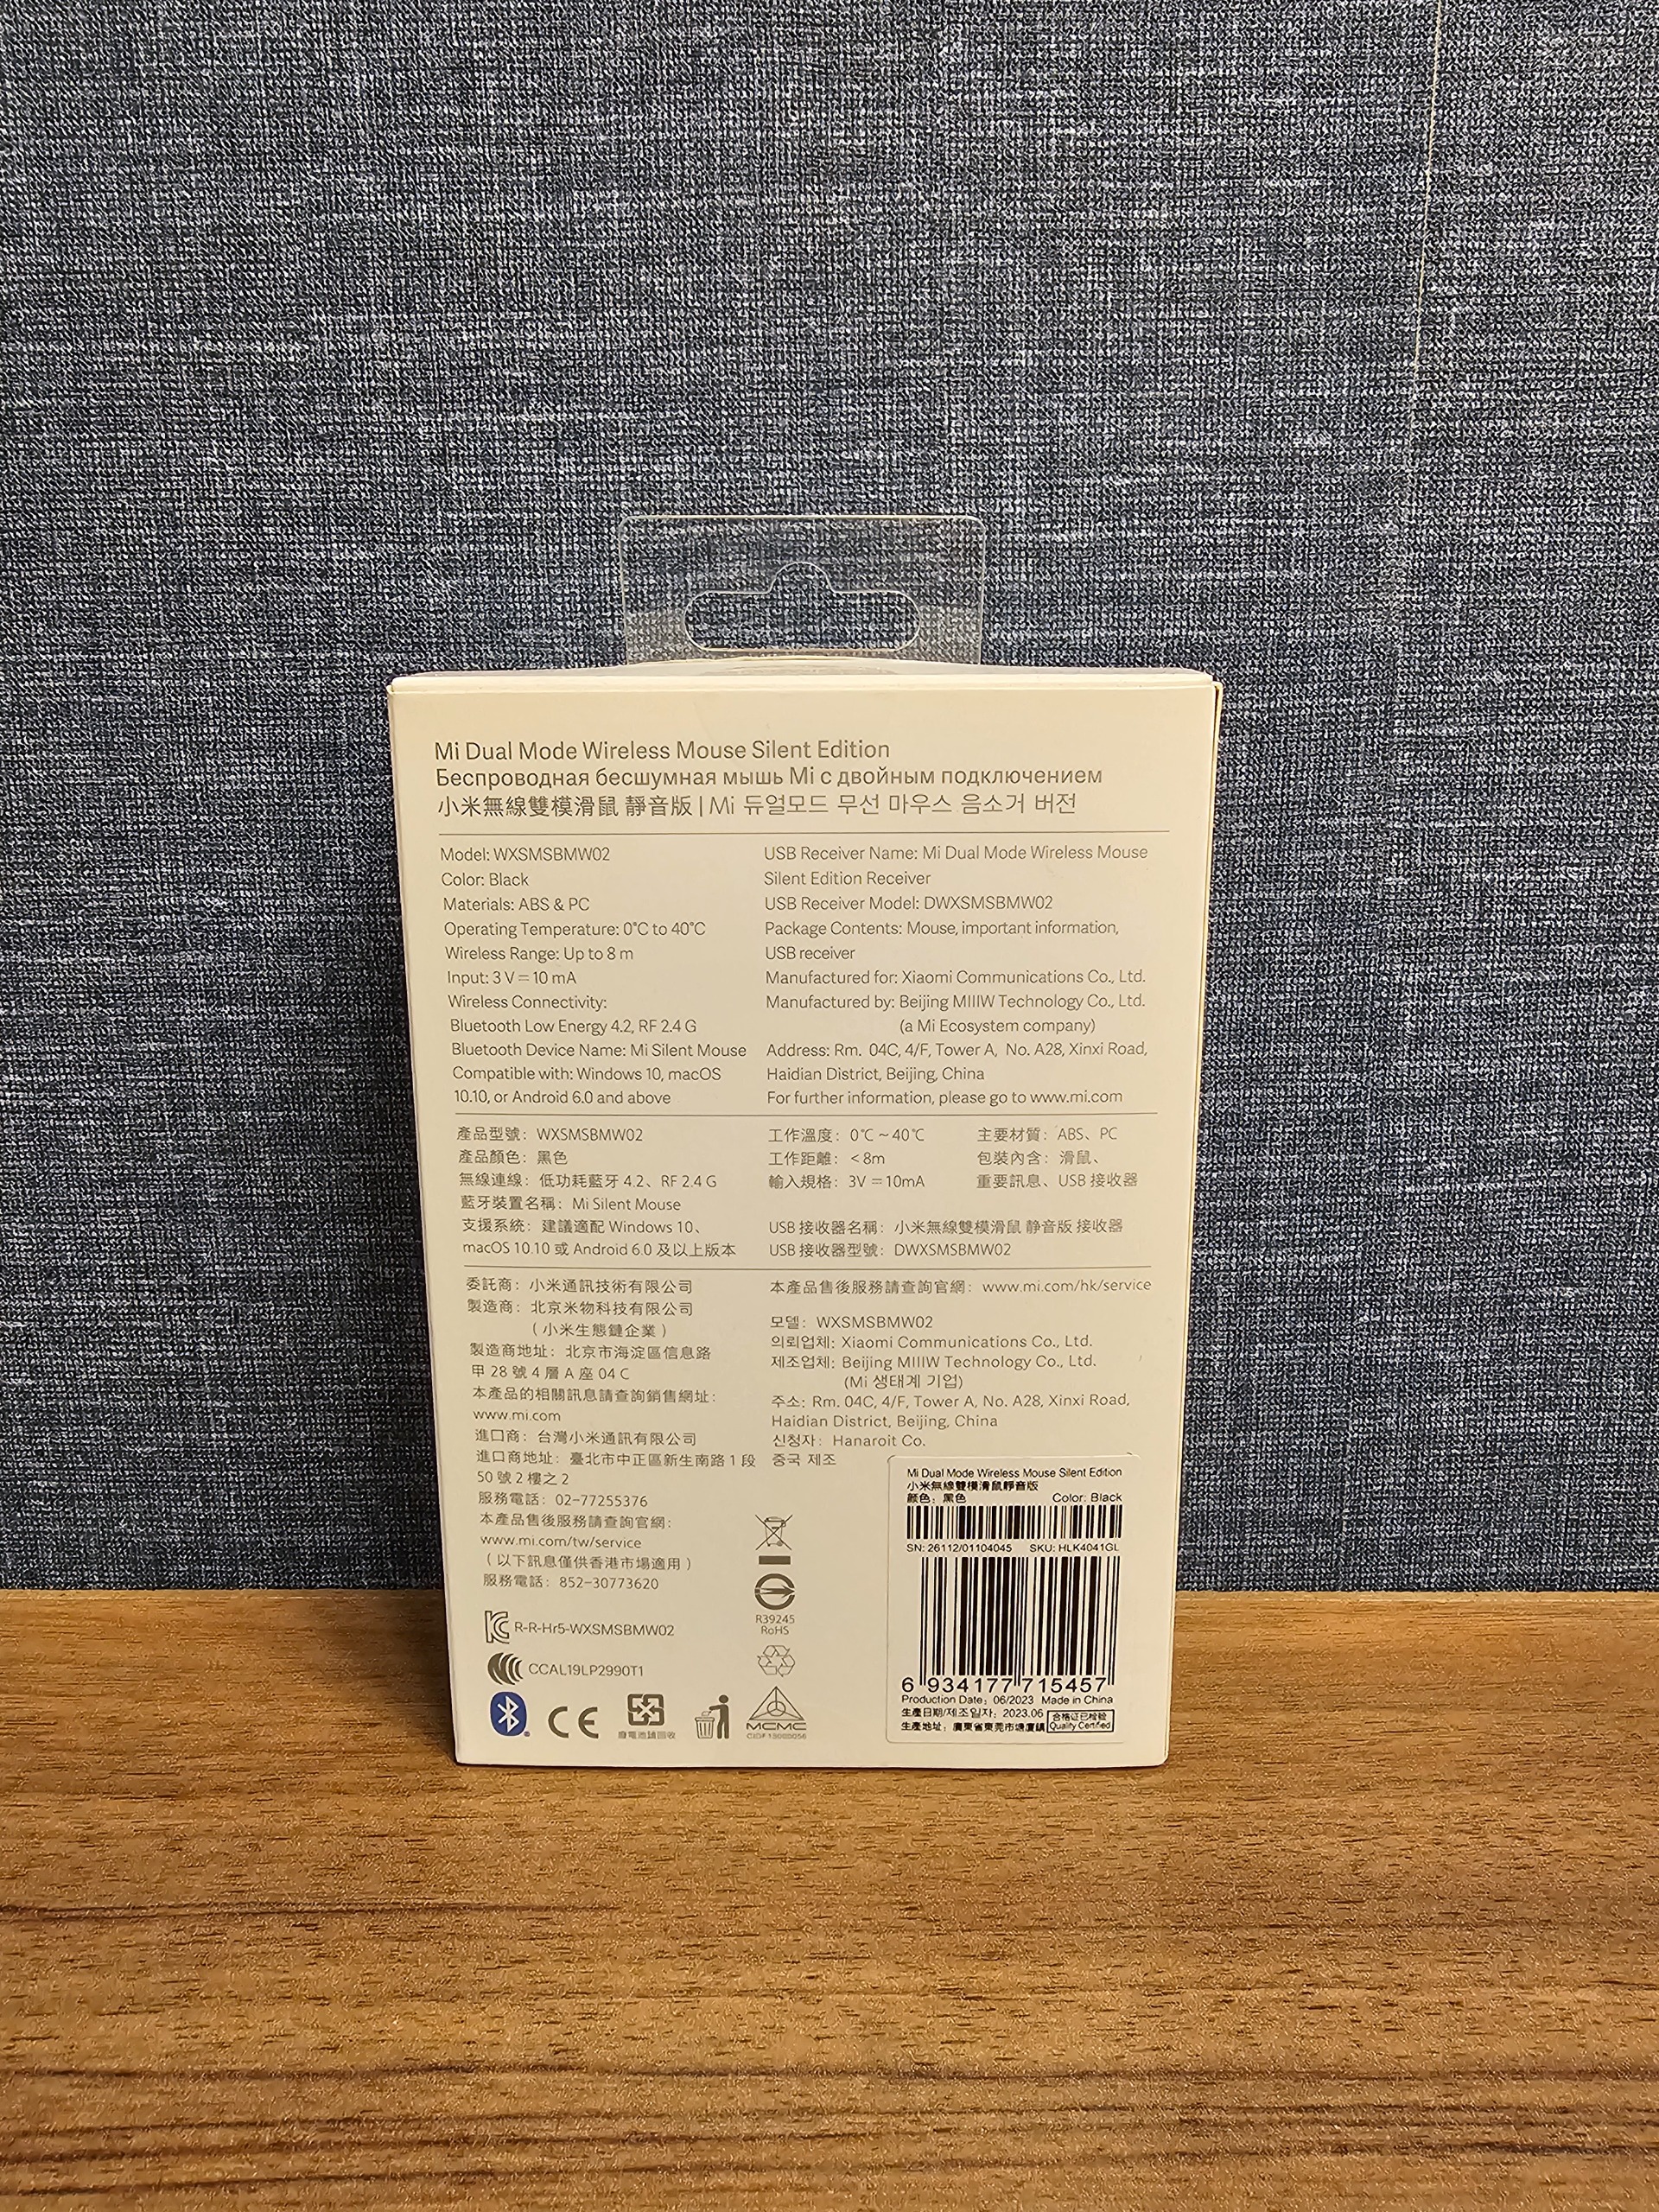 Mi Dual Mode Wireless Mouse Silent Edition
Беспроводная бесшумная мышь Mi с двойным подключением
小米無線雙模滑鼠 靜音版 | Mi 듀얼모드 무선 마우스 음소거 버전
Model: WXSMSBMW02
Color: Black
Materials: ABS & PC
Operating Temperature: 0°C to 40°C
Wireless Range: Up to 8 m
Input: 3 V⎓10 mA
Wireless Connectivity:
Bluetooth Low Energy 4.2, RF 2.4 G
Bluetooth Device Name: Mi Silent Mouse
Compatible with: Windows 10, macOS
10.10, or Android 6.0 and above
USB Receiver Name: Mi Dual Mode Wireless Mouse
Silent Edition Receiver
USB Receiver Model: DWXSMSBMW02
Package Contents: Mouse, important information,
USB receiver
Manufactured for: Xiaomi Communications Co., Ltd.
Manufactured by: Beijing MIIIW Technology Co., Ltd.
(a Mi Ecosystem company)
Address: Rm. 04C, 4/F, Tower A, No. A28, Xinxi Road,
Haidian District, Beijing, China
For further information, please go to www.mi.com
產品型號：WXSMSBMW02
產品顏色：黑色
無線連線：低功耗藍牙 4.2、RF 2.4 G
藍牙裝置名稱：Mi Silent Mouse
支援系統：建議適配 Windows 10、
macOS 10.10 或 Android 6.0 及以上版本
工作溫度：0℃ ~ 40℃
工作距離：< 8m
輸入規格：3V⎓10mA
主要材質：ABS、PC
包裝內含：滑鼠、
重要訊息、USB 接收器
USB 接收器名稱：小米無線雙模滑鼠 靜音版 接收器
USB 接收器型號：DWXSMSBMW02
委託商：小米通訊技術有限公司
製造商：北京米物科技有限公司
（小米生態鏈企業）
製造商地址：北京市海淀區信息路
甲 28 號 4 層 A 座 04 C
本產品的相關訊息請查詢銷售網址：
www.mi.com
進口商：台灣小米通訊有限公司
進口商地址：臺北市中正區新生南路 1 段
50 號 2 樓之 2
服務電話：02-77255376
本產品售後服務請查詢官網：
www.mi.com/tw/service
（以下訊息僅供香港市場適用）
服務電話：852-30773620
本產品售後服務請查詢官網：www.mi.com/hk/service
모델: WXSMSBMW02
의뢰업체: Xiaomi Communications Co., Ltd.
제조업체: Beijing MIIIW Technology Co., Ltd.
(Mi 생태계 기업)
주소: Rm. 04C, 4/F, Tower A, No. A28, Xinxi Road,
Haidian District, Beijing, China
신청자: Hanaroit Co.
중국 제조
R-R-Hr5-WXSMSBMW02
CCAL19LP2990T1
CE
廢電池請回收
R39245
RoHS
MCMC
CIDF15000056
Mi Dual Mode Wireless Mouse Silent Edition
小米無線雙模滑鼠靜音版
顏色：黑色 Color: Black
SN: 26112/01104045 SKU: HLK4041GL
6 934177 715457
Production Date：06/2023 Made in China
生產日期/제조일자：2023.06
生產地址：廣東省東莞市塘廈鎮
合格证已检验
Quality Certified